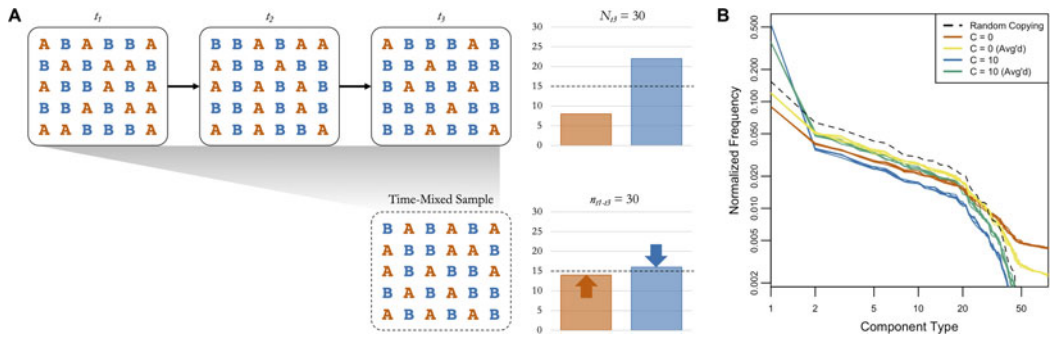 A
t₁
t₂
t₃
A B A B B A
B A B A A B
A B B A B A
B B A B A A
A A B B B A
B B A B A A
A B B A B B
B A B B A B
B B A B A B
A B A B B A
A B B B A B
B B A B B B
B A B B A B
B B A B B A
Nt3 = 30
30
25
20
15
10
5
0
Time-Mixed Sample
B A B A B A
A B B A A B
A B A B B A
B A B A B B
A B A B A B
nt1-t3 = 30
30
25
20
15
10
5
0
B
Random Copying
C = 0
C = 0 (Avg'd)
C = 10
C = 10 (Avg'd)
Normalized Frequency
0.500
0.200
0.100
0.050
0.020
0.010
0.005
0.002
1
2
5
10
20
50
Component Type